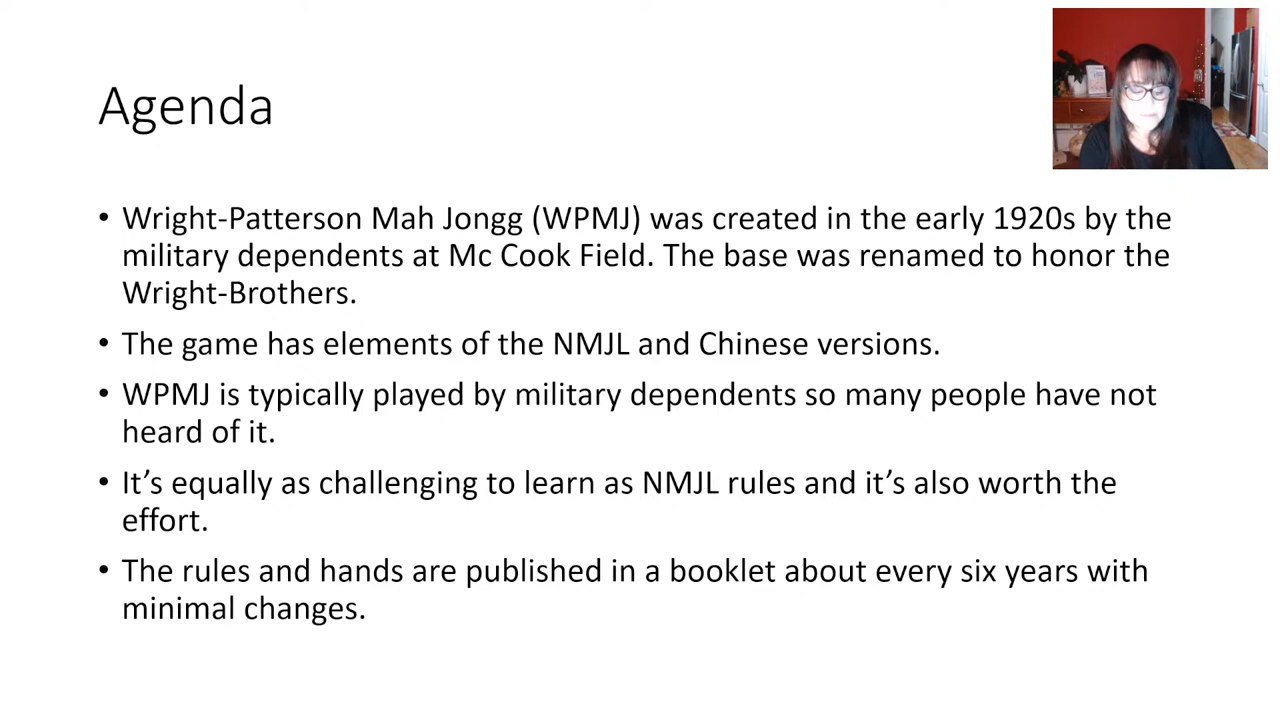 Agenda
• Wright-Patterson Mah Jongg (WPMJ) was created in the early 1920s by the
military dependents at Mc Cook Field. The base was renamed to honor the
Wright-Brothers.
• The game has elements of the NMJL and Chinese versions.
• WPMJ is typically played by military dependents so many people have not
heard of it.
• It’s equally as challenging to learn as NMJL rules and it’s also worth the
effort.
• The rules and hands are published in a booklet about every six years with
minimal changes.